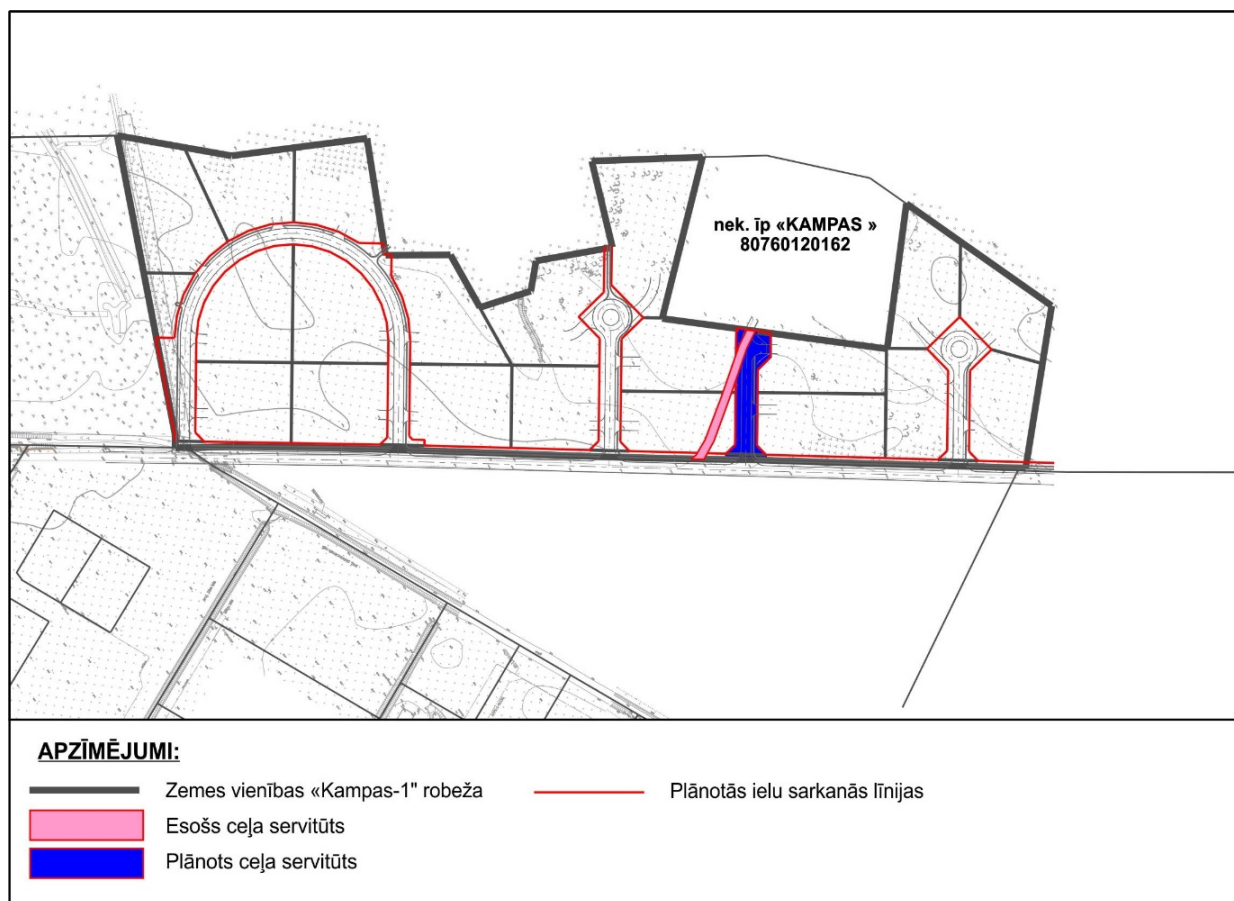 nek. īp «KAMPAS »
80760120162
APZĪMĒJUMI:
Zemes vienības «Kampas-1" robeža
Plānotās ielu sarkanās līnijas
Esošs ceļa servitūts
Plānots ceļa servitūts